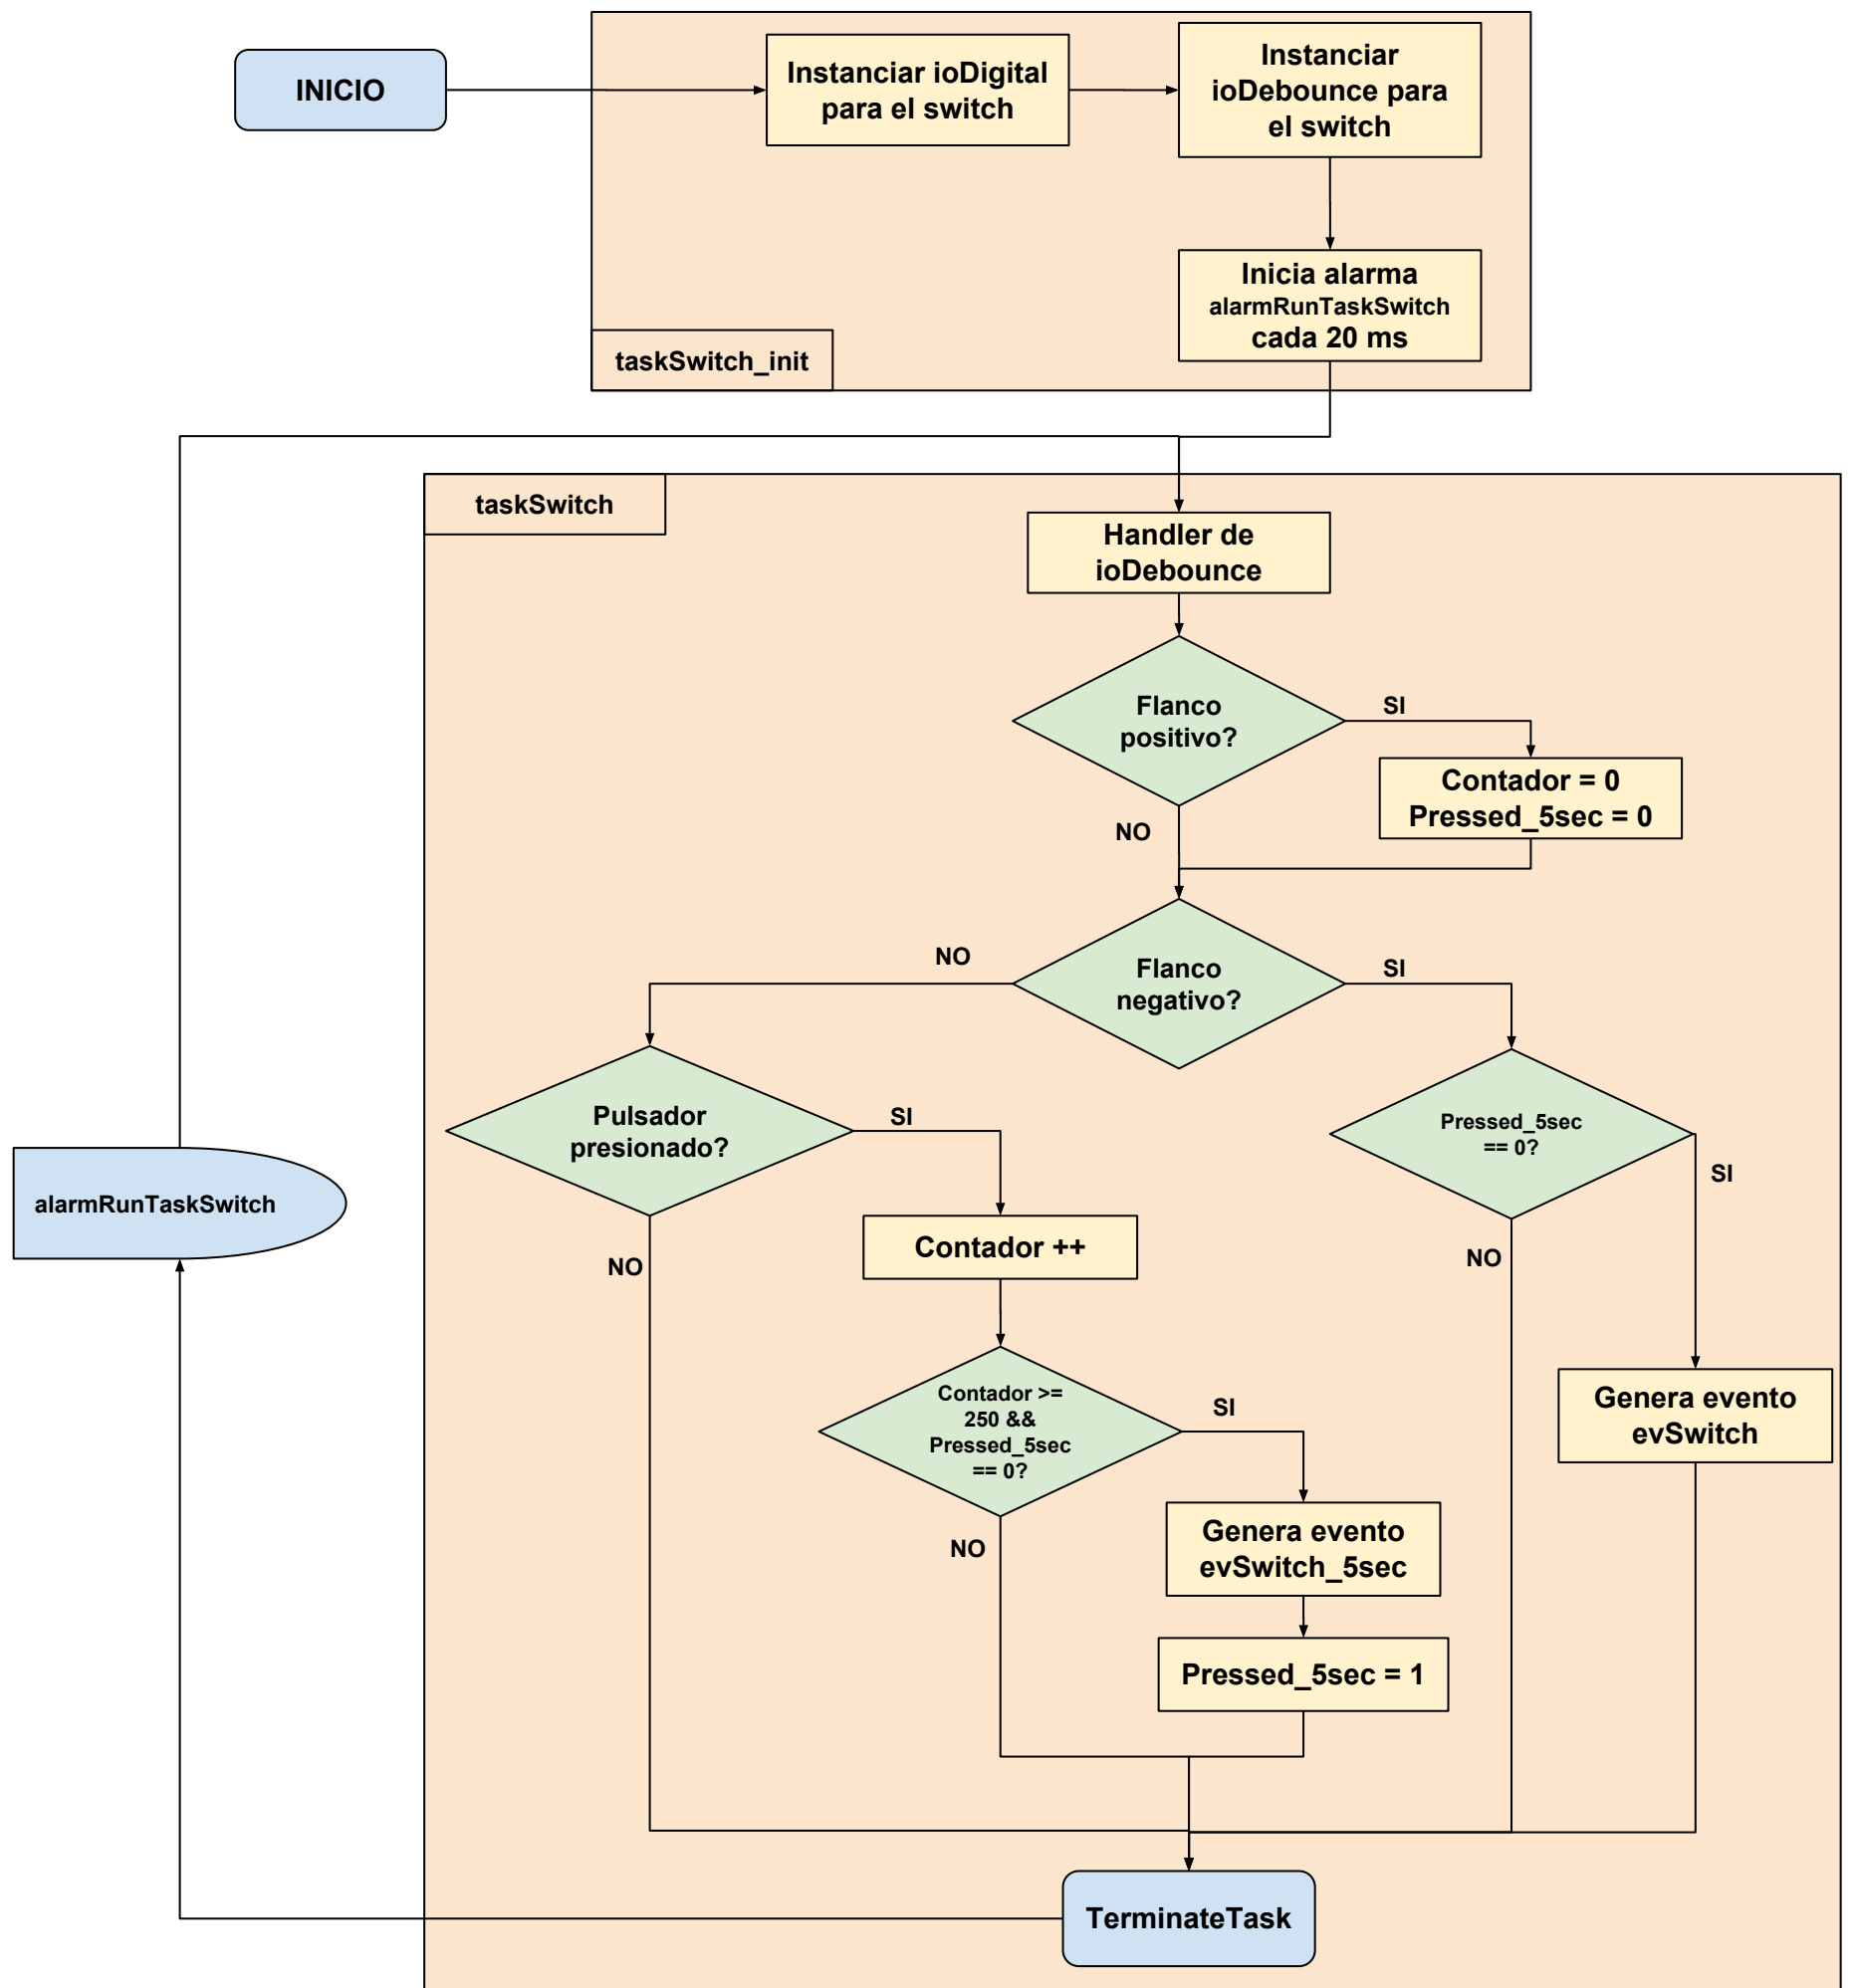 INICIO
Instanciar ioDigital
para el switch
Instanciar
ioDebounce para
el switch
Inicia alarma
alarmRunTaskSwitch
cada 20 ms
taskSwitch_init
taskSwitch
Handler de
ioDebounce
Flanco
positivo?
SI
Contador = 0
Pressed_5sec = 0
NO
Flanco
negativo?
NO
SI
Pulsador
presionado?
SI
Pressed_5sec
== 0?
SI
alarmRunTaskSwitch
Contador ++
NO
NO
Contador >=
250 &&
Pressed_5sec
== 0?
SI
Genera evento
evSwitch
NO
Genera evento
evSwitch_5sec
Pressed_5sec = 1
TerminateTask